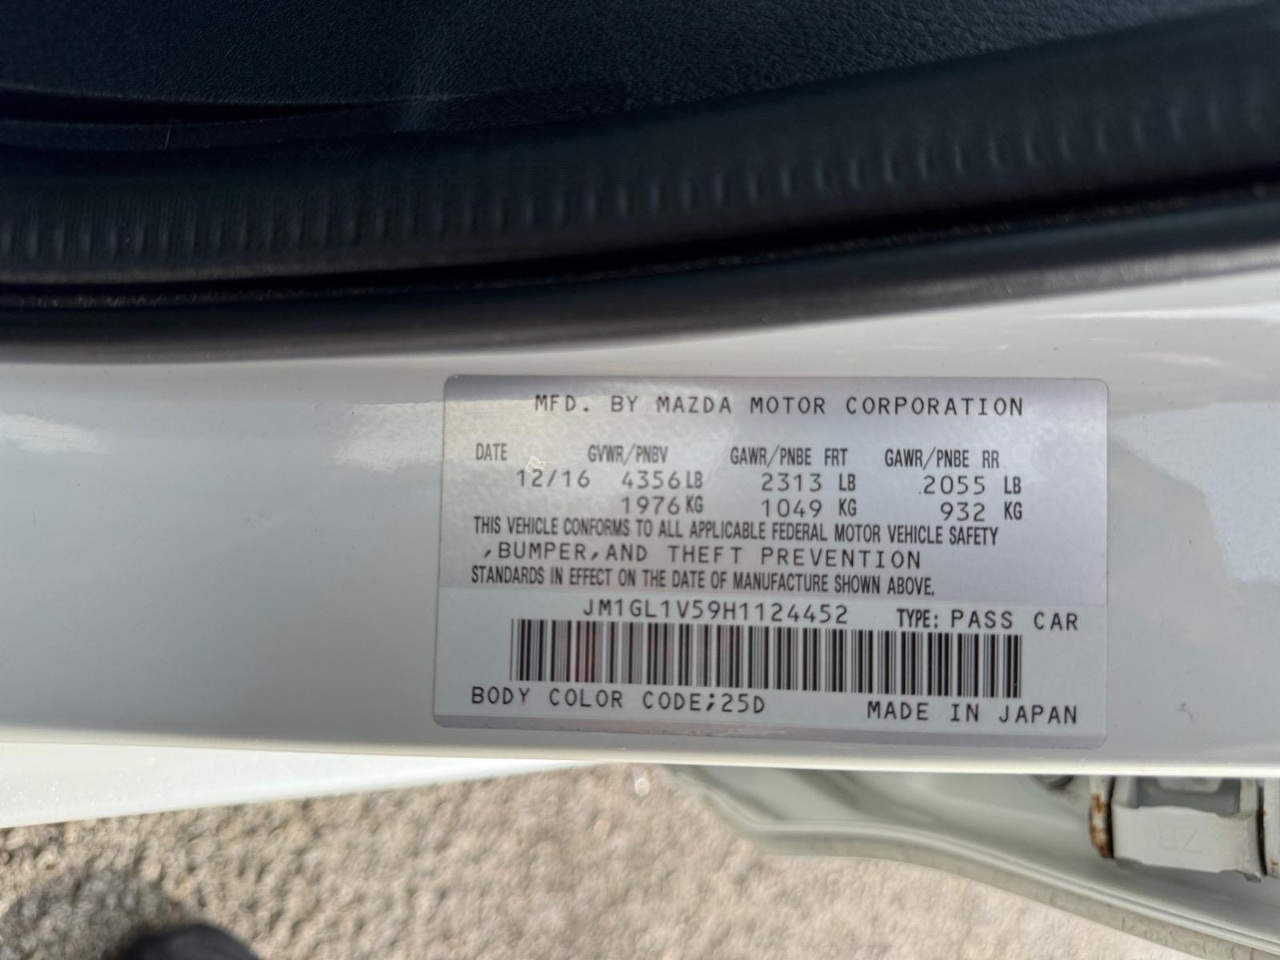 MFD. BY MAZDA MOTOR CORPORATION
DATE GVWR/PNBV GAWR/PNBE FRT GAWR/PNBE RR
12/16 4356LB 2313 LB 2055 LB
1976KG 1049 KG 932 KG
THIS VEHICLE CONFORMS TO ALL APPLICABLE FEDERAL MOTOR VEHICLE SAFETY
,BUMPER,AND THEFT PREVENTION
STANDARDS IN EFFECT ON THE DATE OF MANUFACTURE SHOWN ABOVE.
JM1GL1V59H1124452 TYPE: PASS CAR
BODY COLOR CODE;25D MADE IN JAPAN